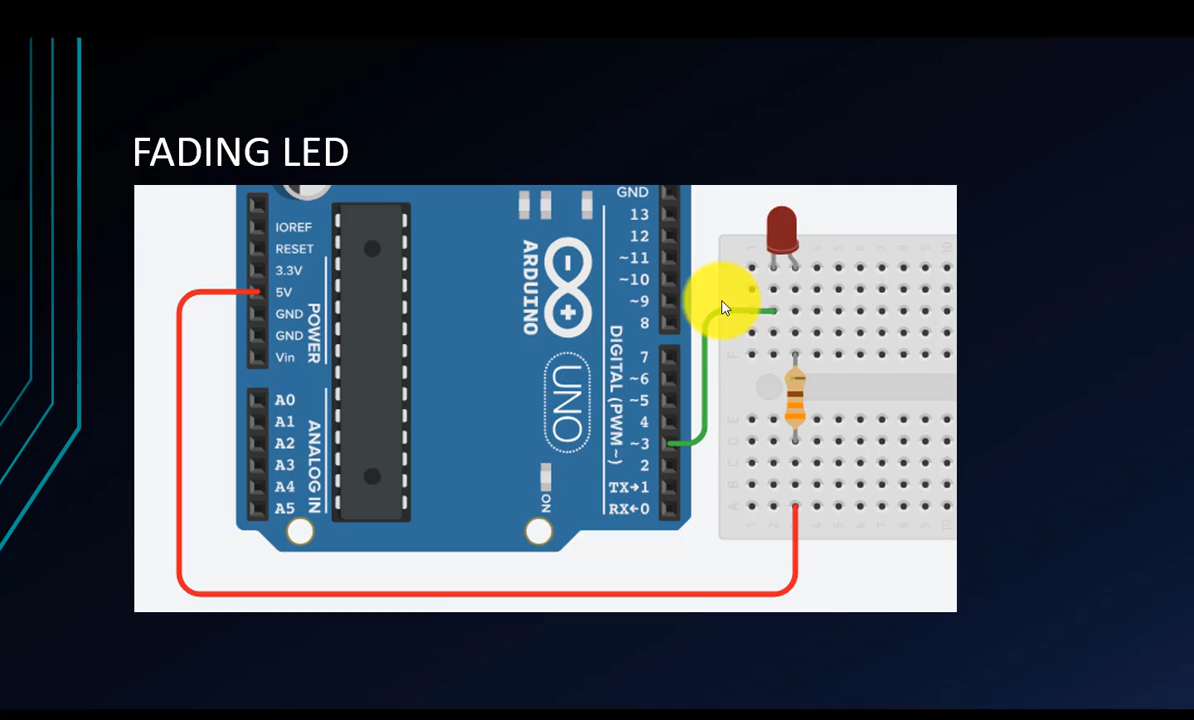 FADING LED
IOREF
RESET
3.3V
5V
GND
GND
Vin
POWER
A0
A1
A2
A3
A4
A5
ANALOG IN
ARDUINO
UNO
ON
GND
13
12
~11
~10
~9
8
7
~6
~5
4
~3
2
TX→1
RX←0
DIGITAL (PWM~)
F
E
D
C
B
A